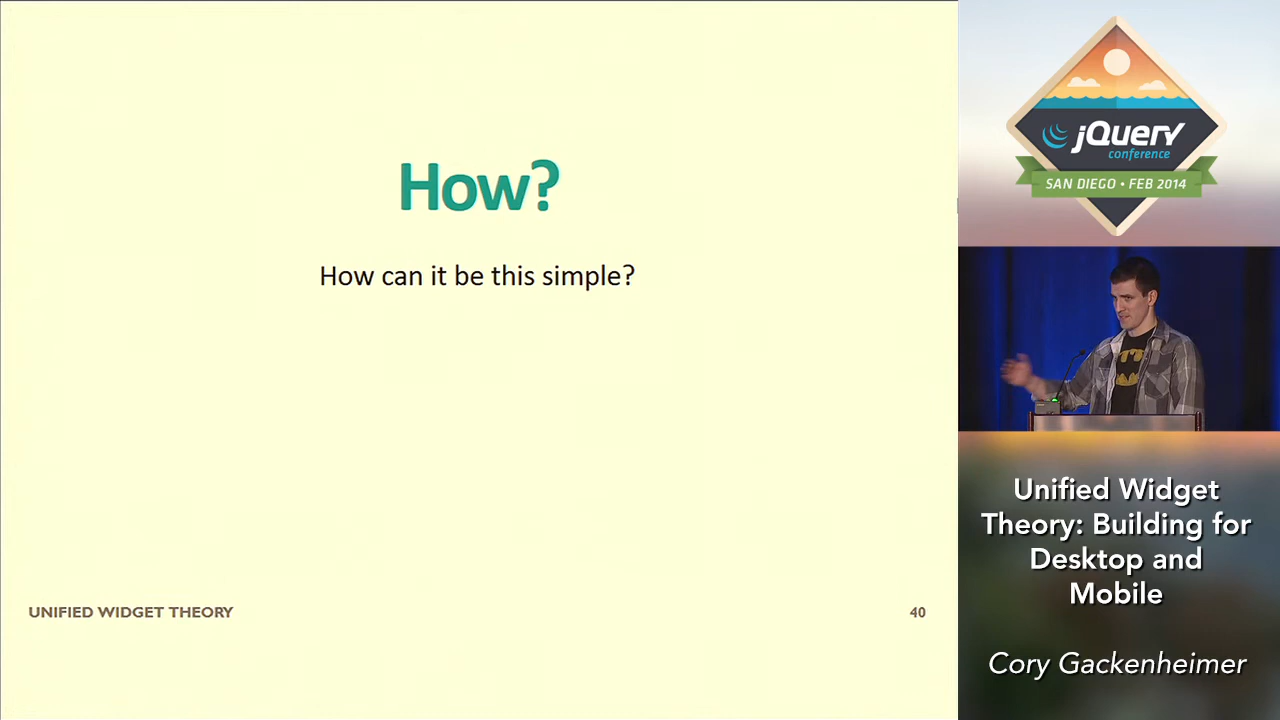 How?
How can it be this simple?
UNIFIED WIDGET THEORY
40
jQuery
conference
SAN DIEGO • FEB 2014
Unified Widget
Theory: Building for
Desktop and
Mobile
Cory Gackenheimer